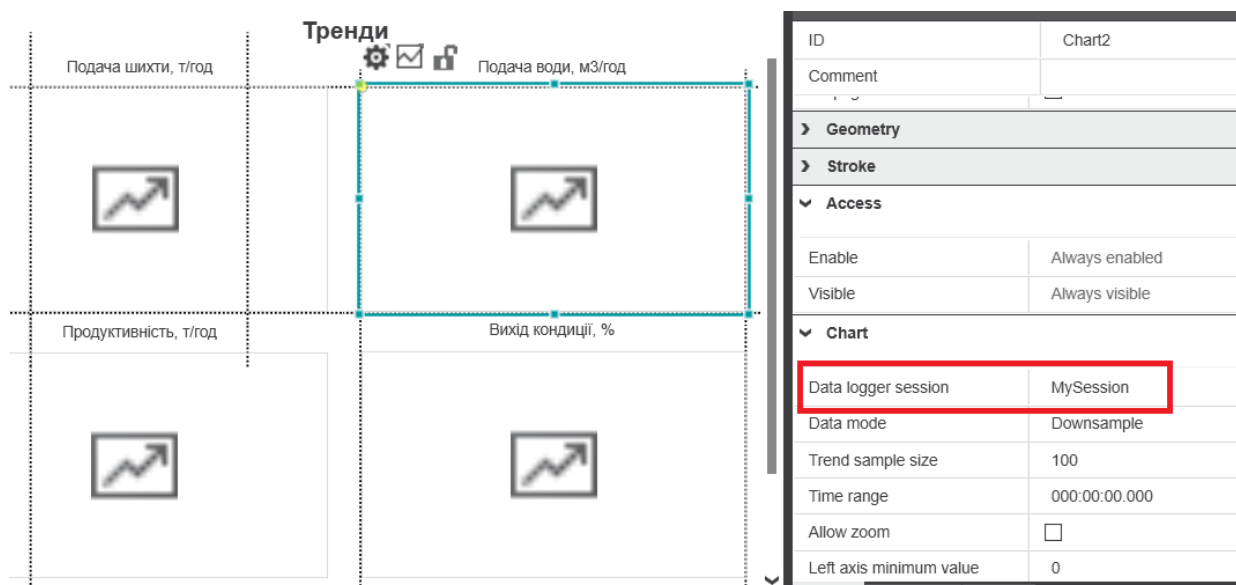 Тренди
Подача шихти, т/год
Подача води, м3/год
Продуктивність, т/год
Вихід кондиції, %
ID Chart2
Comment
Geometry
Stroke
Access
Enable Always enabled
Visible Always visible
Chart
Data logger session MySession
Data mode Downsample
Trend sample size 100
Time range 000:00:00.000
Allow zoom
Left axis minimum value 0